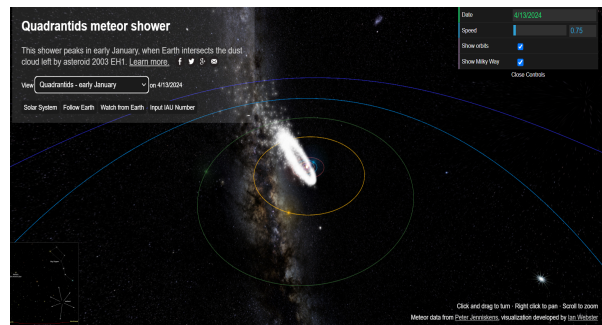 Quadrantids meteor shower
This shower peaks in early January, when Earth intersects the dust
cloud left by asteroid 2003 EH1. Learn more.
View Quadrantids - early January on 4/13/2024
Solar System Follow Earth Watch from Earth Input IAU Number
Date 4/13/2024
Speed 0.75
Show orbits
Show Milky Way
Close Controls
Click and drag to turn · Right click to pan · Scroll to zoom
Meteor data from Peter Jenniskens, visualization developed by Ian Webster